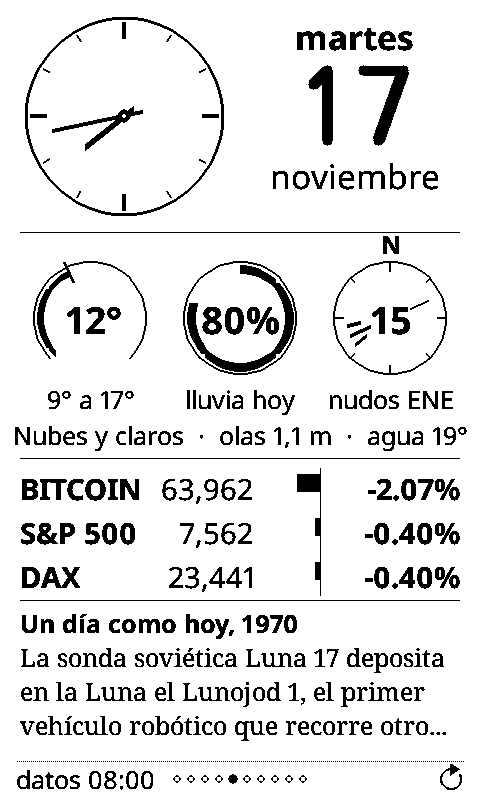 martes
17
noviembre
N
12° 80% 15
9° a 17° lluvia hoy nudos ENE
Nubes y claros · olas 1,1 m · agua 19°
BITCOIN 63,962 -2.07%
S&P 500 7,562 -0.40%
DAX 23,441 -0.40%
Un día como hoy, 1970
La sonda soviética Luna 17 deposita
en la Luna el Lunojod 1, el primer
vehículo robótico que recorre otro...
datos 08:00